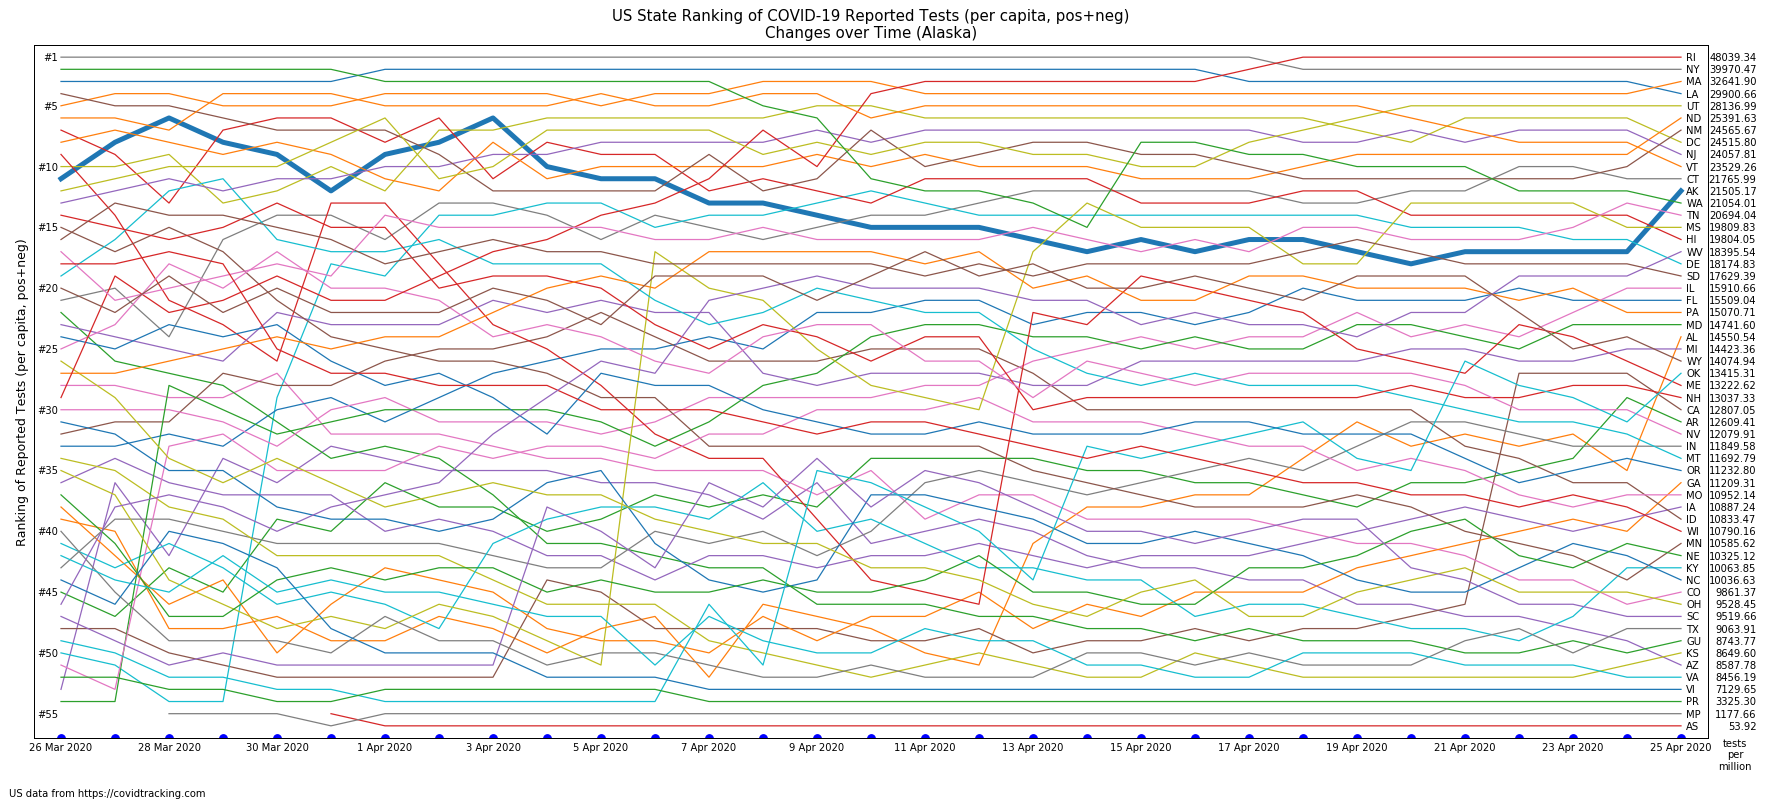 US State Ranking of COVID-19 Reported Tests (per capita, pos+neg)
Changes over Time (Alaska)
Ranking of Reported Tests (per capita, pos+neg)
#1
#5
#10
#15
#20
#25
#30
#35
#40
#45
#50
#55
RI 48039.34
NY 39970.47
MA 32641.90
LA 29900.66
UT 28136.99
ND 25391.63
NM 24565.67
DC 24515.80
NJ 24057.81
VT 23529.26
CT 21765.99
AK 21505.17
WA 21054.01
TN 20694.04
MS 19809.83
HI 19804.05
WV 18395.54
DE 18174.83
SD 17629.39
IL 15910.66
FL 15509.04
PA 15070.71
MD 14741.60
AL 14550.54
MI 14423.36
WY 14074.94
OK 13415.31
ME 13222.62
NH 13037.33
CA 12807.05
AR 12609.41
NV 12079.91
IN 11849.58
MT 11692.79
OR 11232.80
GA 11209.31
MO 10952.14
IA 10887.24
ID 10833.47
WI 10790.16
MN 10585.62
NE 10325.12
KY 10063.85
NC 10036.63
CO 9861.37
OH 9528.45
SC 9519.66
TX 9063.91
GU 8743.77
KS 8649.60
AZ 8587.78
VA 8456.19
VI 7129.65
PR 3325.30
MP 1177.66
AS 53.92
26 Mar 2020 28 Mar 2020 30 Mar 2020 1 Apr 2020 3 Apr 2020 5 Apr 2020 7 Apr 2020 9 Apr 2020 11 Apr 2020 13 Apr 2020 15 Apr 2020 17 Apr 2020 19 Apr 2020 21 Apr 2020 23 Apr 2020 25 Apr 2020
tests
per
million
US data from https://covidtracking.com